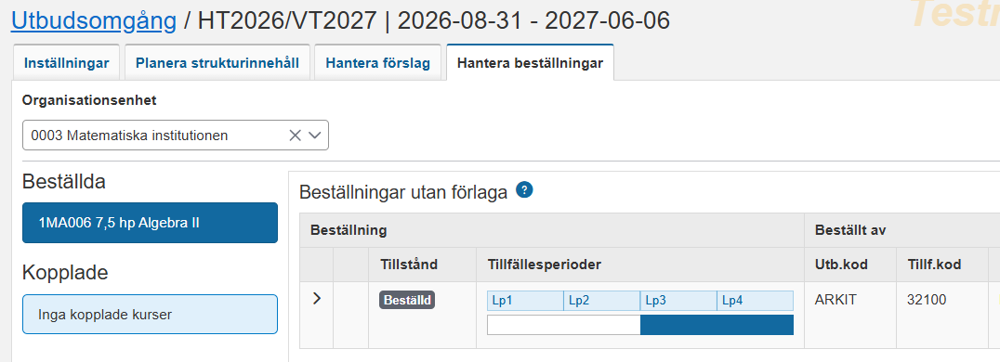 Utbudsomgång / HT2026/VT2027 | 2026-08-31 - 2027-06-06
Inställningar Planera strukturinnehåll Hantera förslag Hantera beställningar
Organisationsenhet
0003 Matematiska institutionen
Beställda
1MA006 7,5 hp Algebra II
Kopplade
Inga kopplade kurser
Beställningar utan förlaga ?
Beställning Beställt av
Tillstånd Tillfällesperioder Utb.kod Tillf.kod
Beställd Lp1 Lp2 Lp3 Lp4 ARKIT 32100